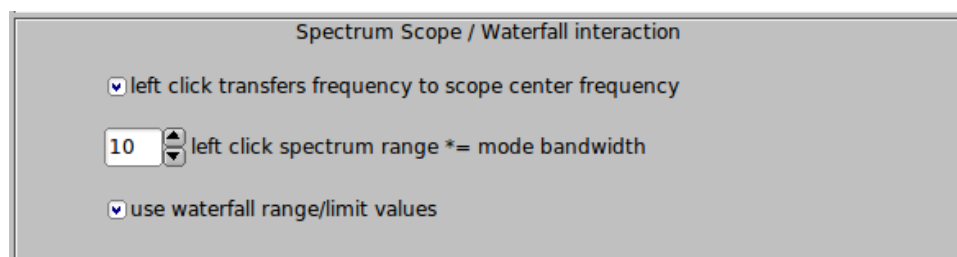 Spectrum Scope / Waterfall interaction
left click transfers frequency to scope center frequency
10 left click spectrum range *= mode bandwidth
use waterfall range/limit values